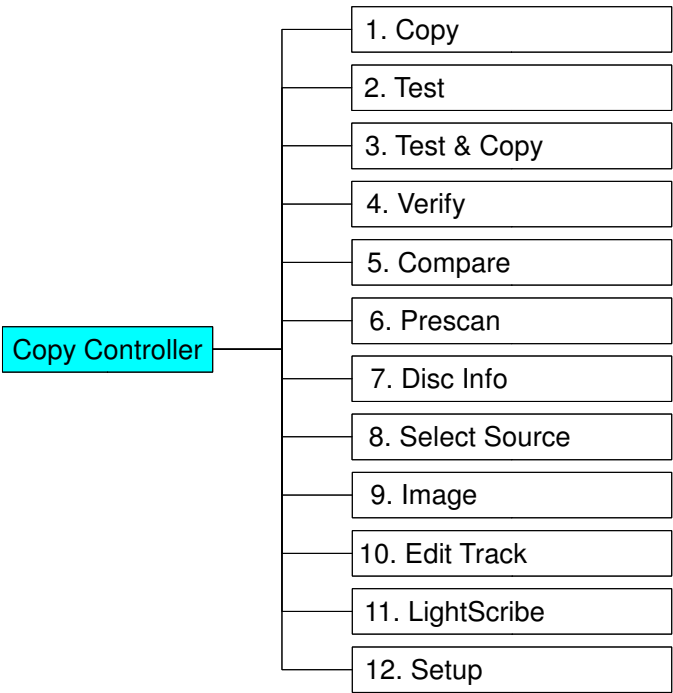 1. Copy
2. Test
3. Test & Copy
4. Verify
5. Compare
6. Prescan
Copy Controller
7. Disc Info
8. Select Source
9. Image
10. Edit Track
11. LightScribe
12. Setup